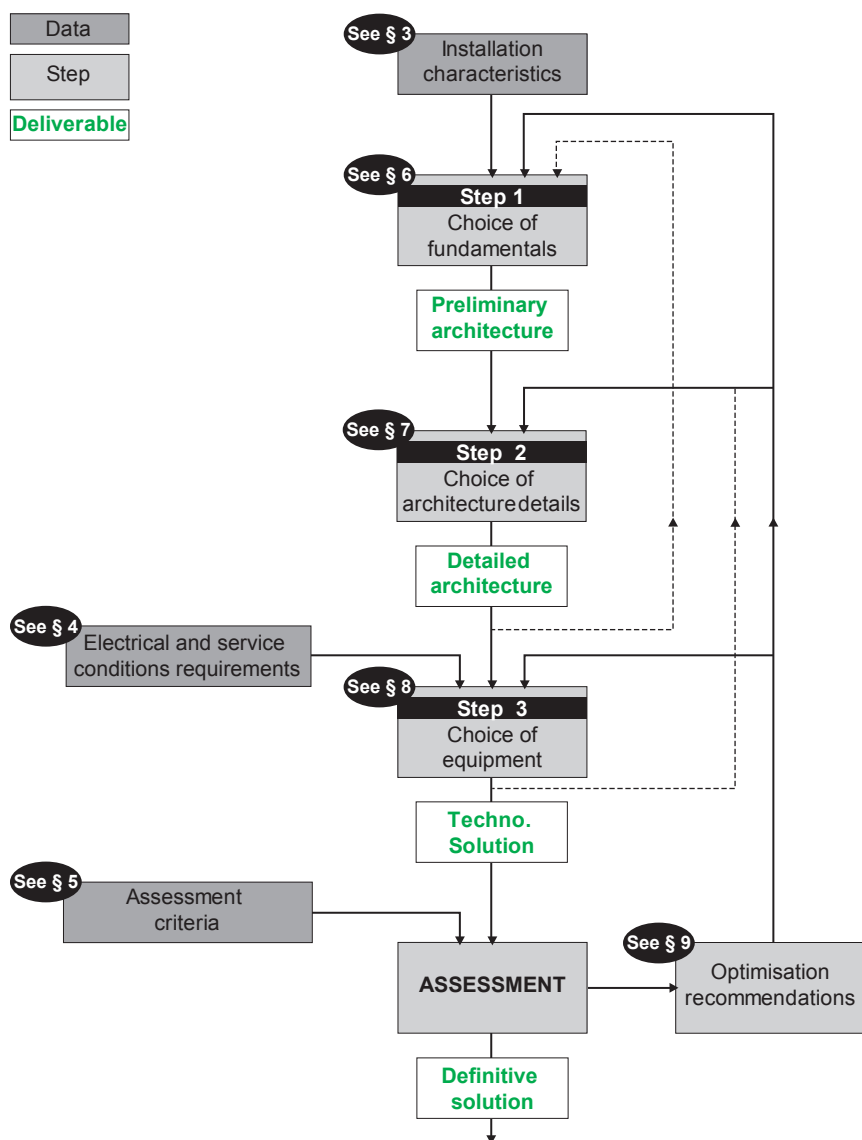 Data
Step
Deliverable
See § 3
Installation
characteristics
See § 6
Step 1
Choice of
fundamentals
Preliminary
architecture
See § 7
Step 2
Choice of
architecture details
Detailed
architecture
See § 4
Electrical and service
conditions requirements
See § 8
Step 3
Choice of
equipment
Techno.
Solution
See § 5
Assessment
criteria
ASSESSMENT
See § 9
Optimisation
recommendations
Definitive
solution